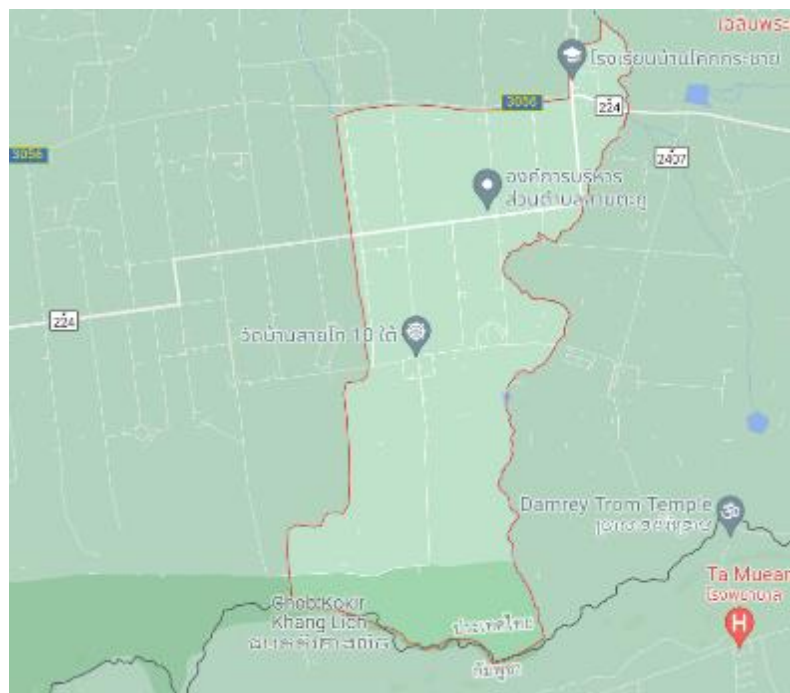 เฉลิมพระ
โรงเรียนบ้านโคกกระชาย
3056
224
3056
2407
องค์การบริหาร
ส่วนตำบลสายตะกู
224
วัดบ้านสายโท 10 ใต้
Damrey Trom Temple
Ta Muean
โรงพยาบาล
H
Chob Kokir
Khang Lich
ประเทศไทย
กัมพูชา